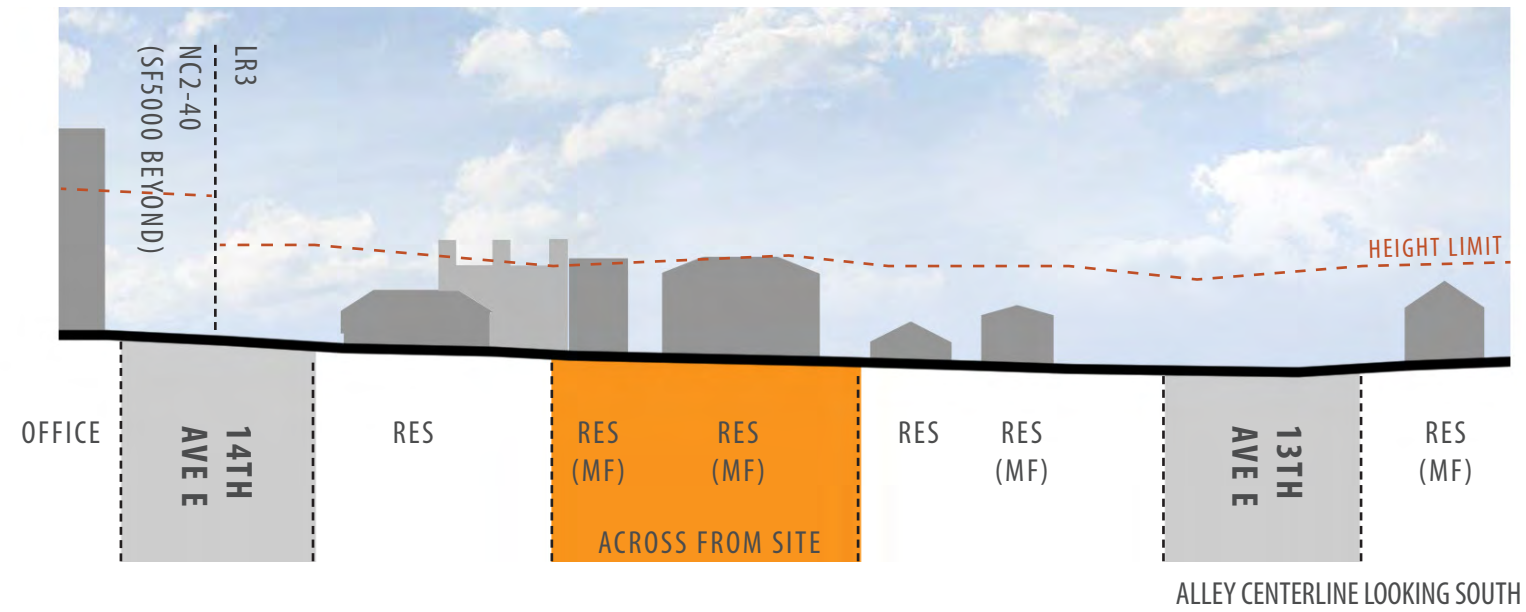 LR3
NC2-40
(SF5000 BEYOND)
HEIGHT LIMIT
OFFICE
14TH
AVE E
RES
RES
(MF)
RES
(MF)
ACROSS FROM SITE
RES
RES
(MF)
13TH
AVE E
RES
(MF)
ALLEY CENTERLINE LOOKING SOUTH